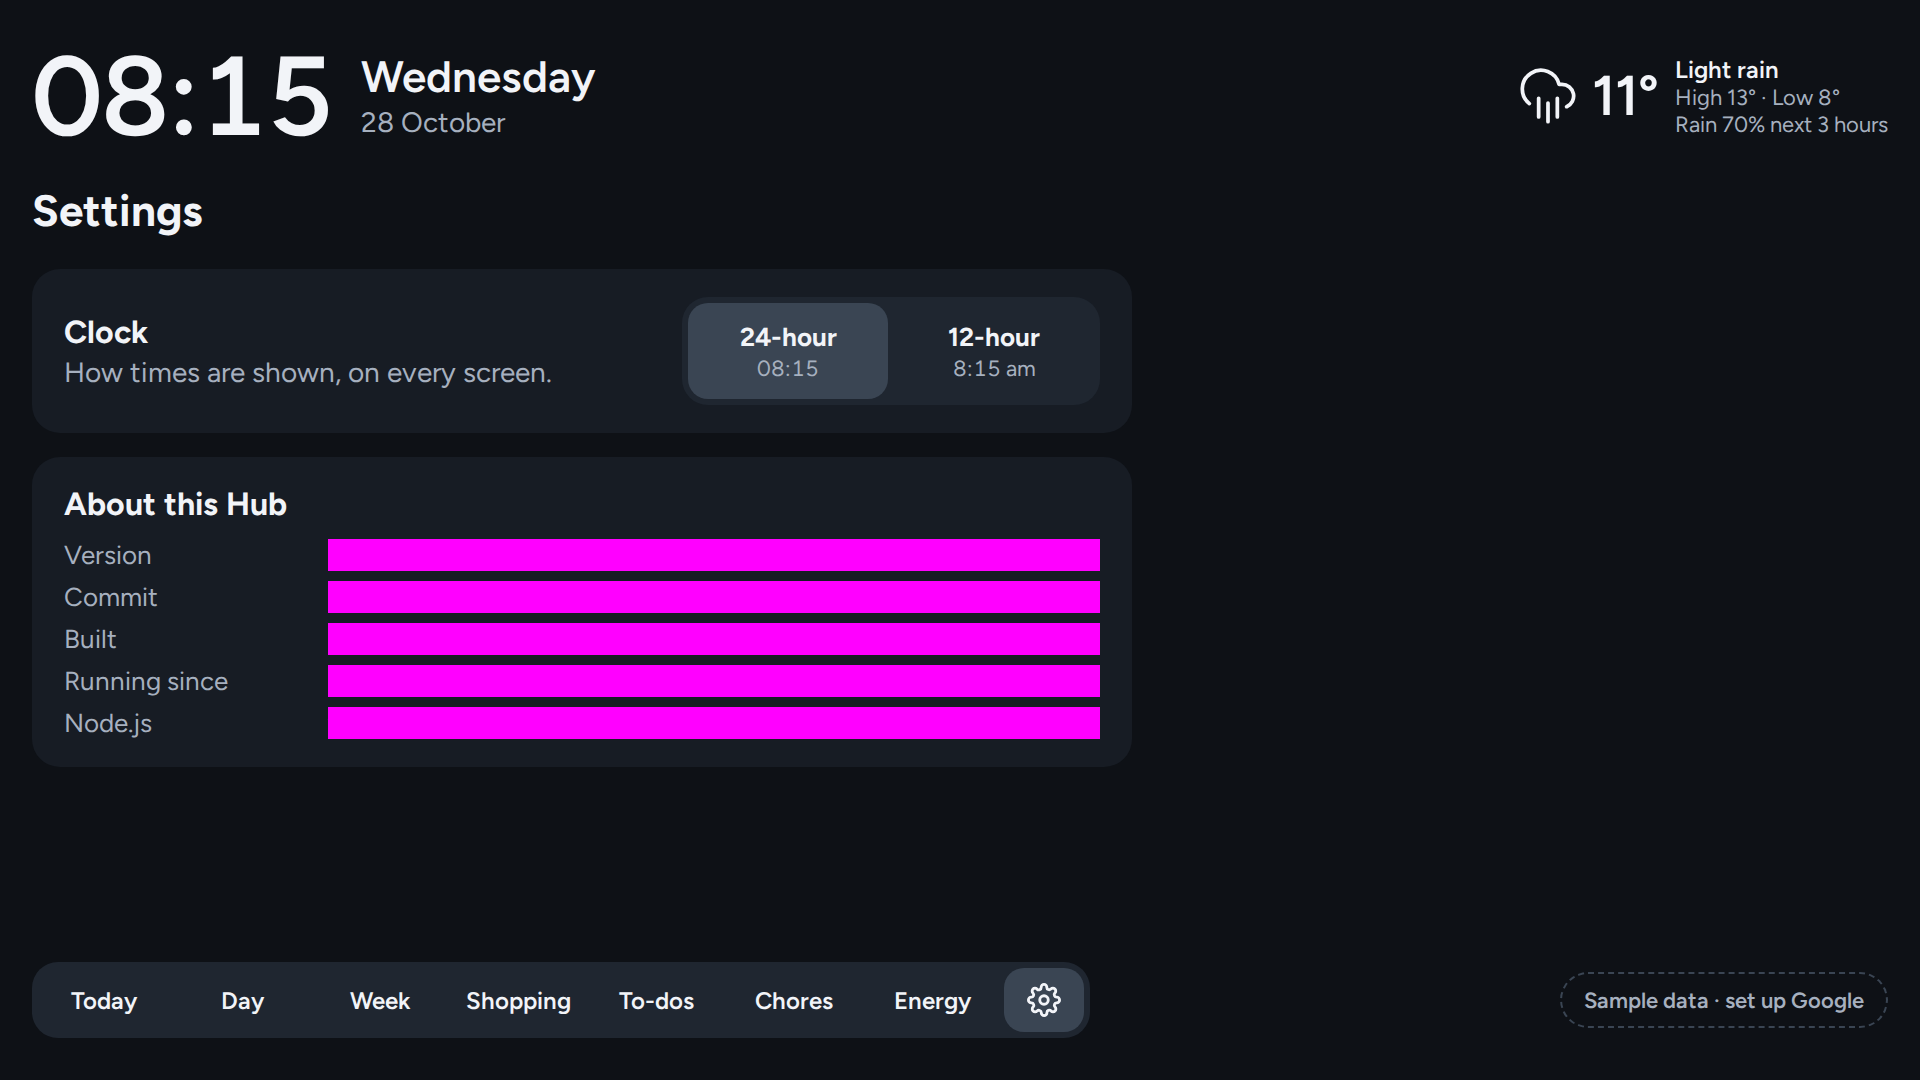 08:15
Wednesday
28 October
11°
Light rain
High 13° · Low 8°
Rain 70% next 3 hours
Settings
Clock
How times are shown, on every screen.
24-hour
08:15
12-hour
8:15 am
About this Hub
Version
Commit
Built
Running since
Node.js
Today
Day
Week
Shopping
To-dos
Chores
Energy
Sample data · set up Google